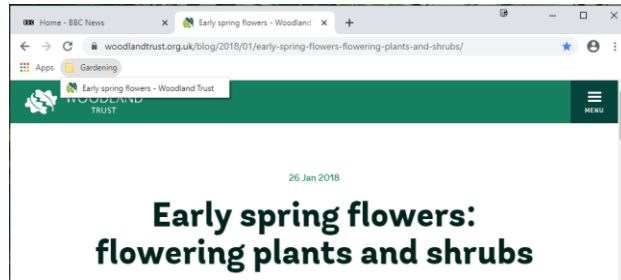 BBC Home - BBC News
Early spring flowers - Woodland
woodlandtrust.org.uk/blog/2018/01/early-spring-flowers-flowering-plants-and-shrubs/
Apps Gardening
Early spring flowers - Woodland Trust
WOODLAND
TRUST
MENU
26 Jan 2018
Early spring flowers:
flowering plants and shrubs